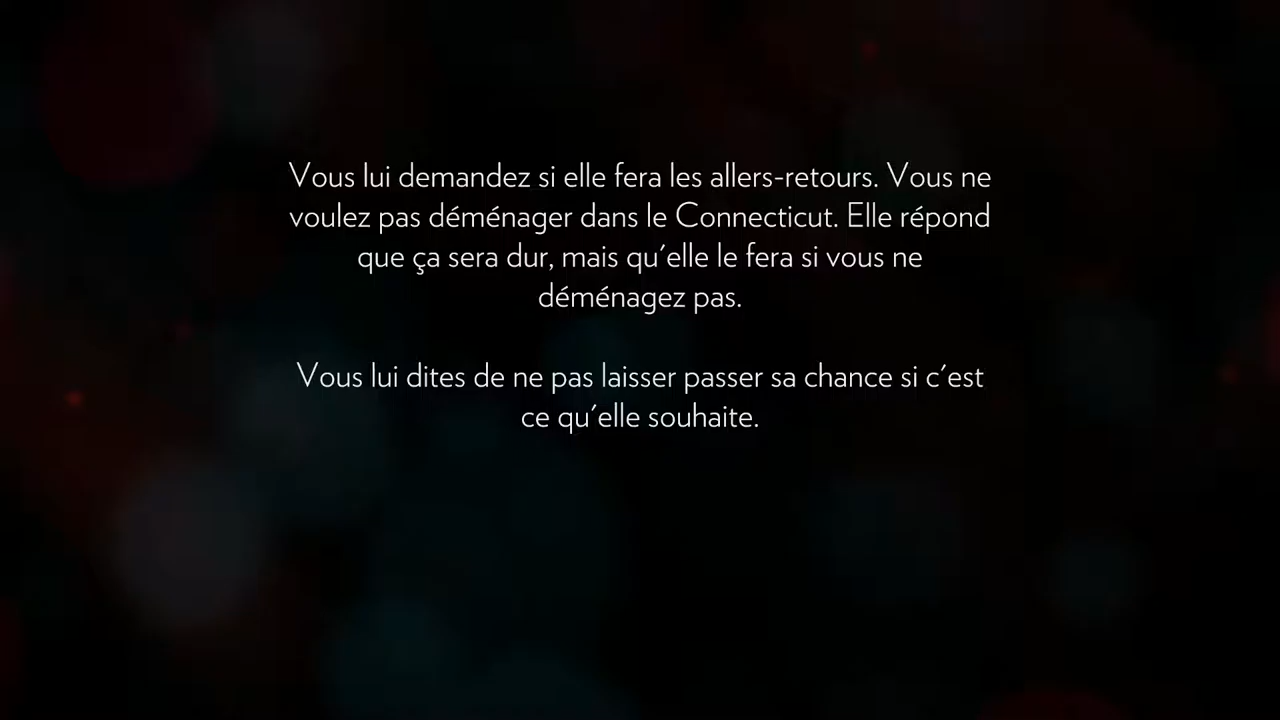 Vous lui demandez si elle fera les allers-retours. Vous ne
voulez pas déménager dans le Connecticut. Elle répond
que ça sera dur, mais qu'elle le fera si vous ne
déménagez pas.
Vous lui dites de ne pas laisser passer sa chance si c'est
ce qu'elle souhaite.